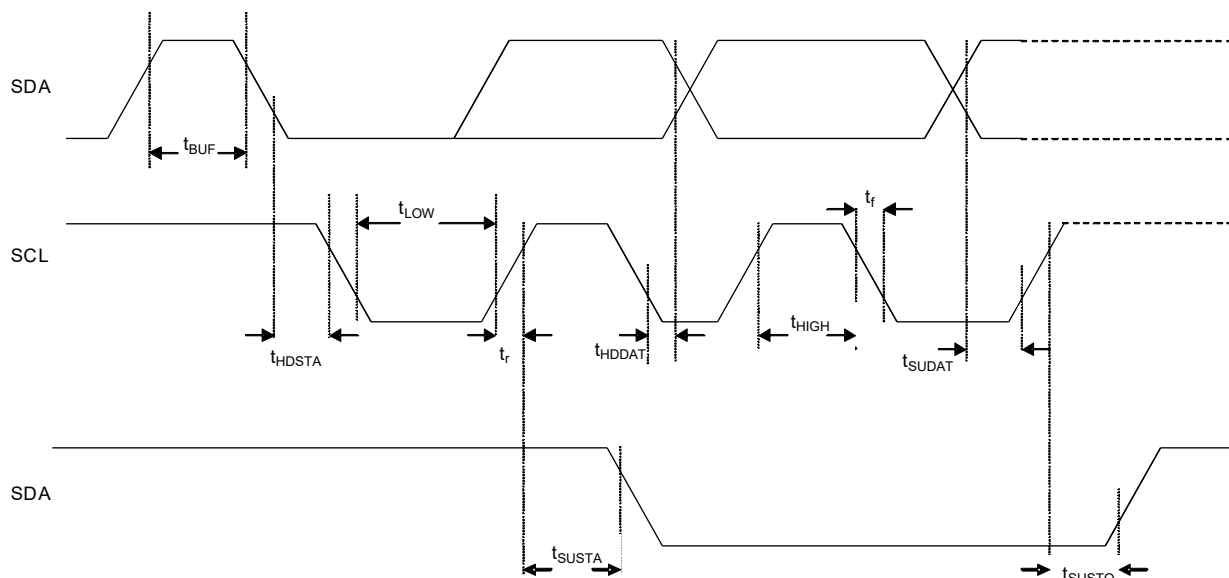 SDA
tBUF
tLOW
tf
SCL
tHDSTA
tr
tHDDAT
tHIGH
tSUDAT
SDA
tSUSTA
tSUSTO